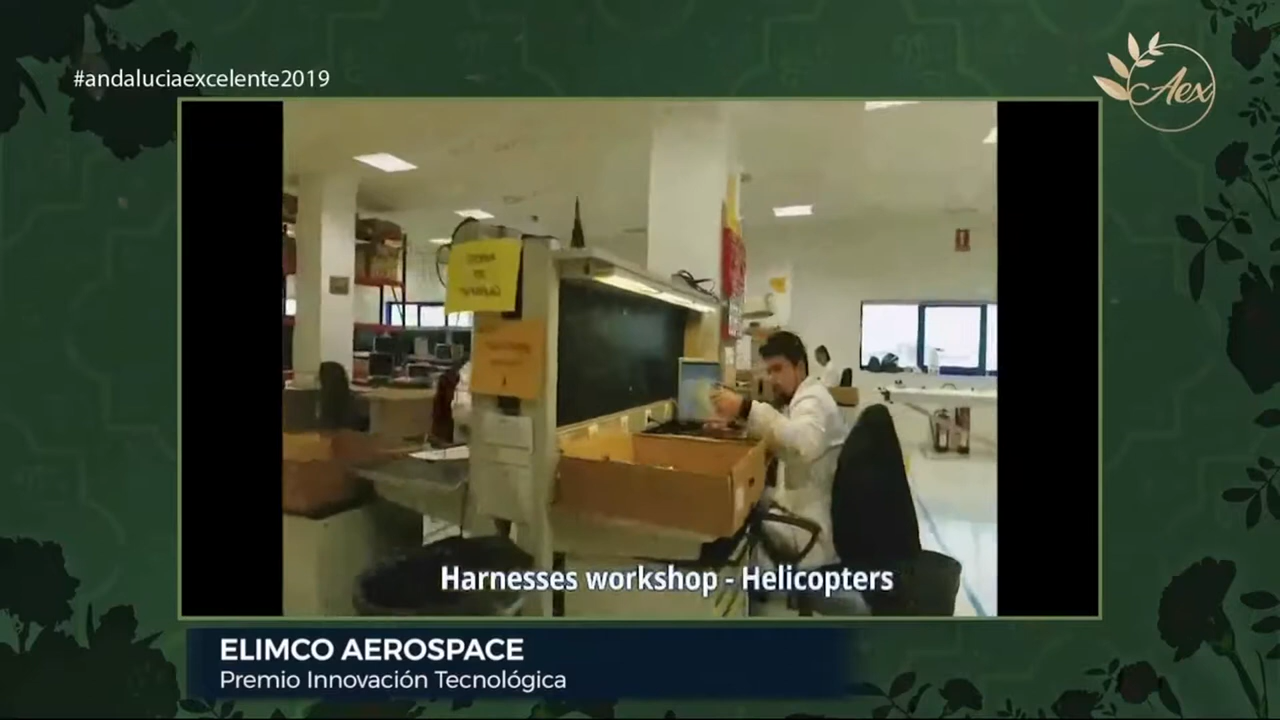 #andaluciaexcelente2019
Aex
Harnesses workshop - Helicopters
ELIMCO AEROSPACE
Premio Innovación Tecnológica